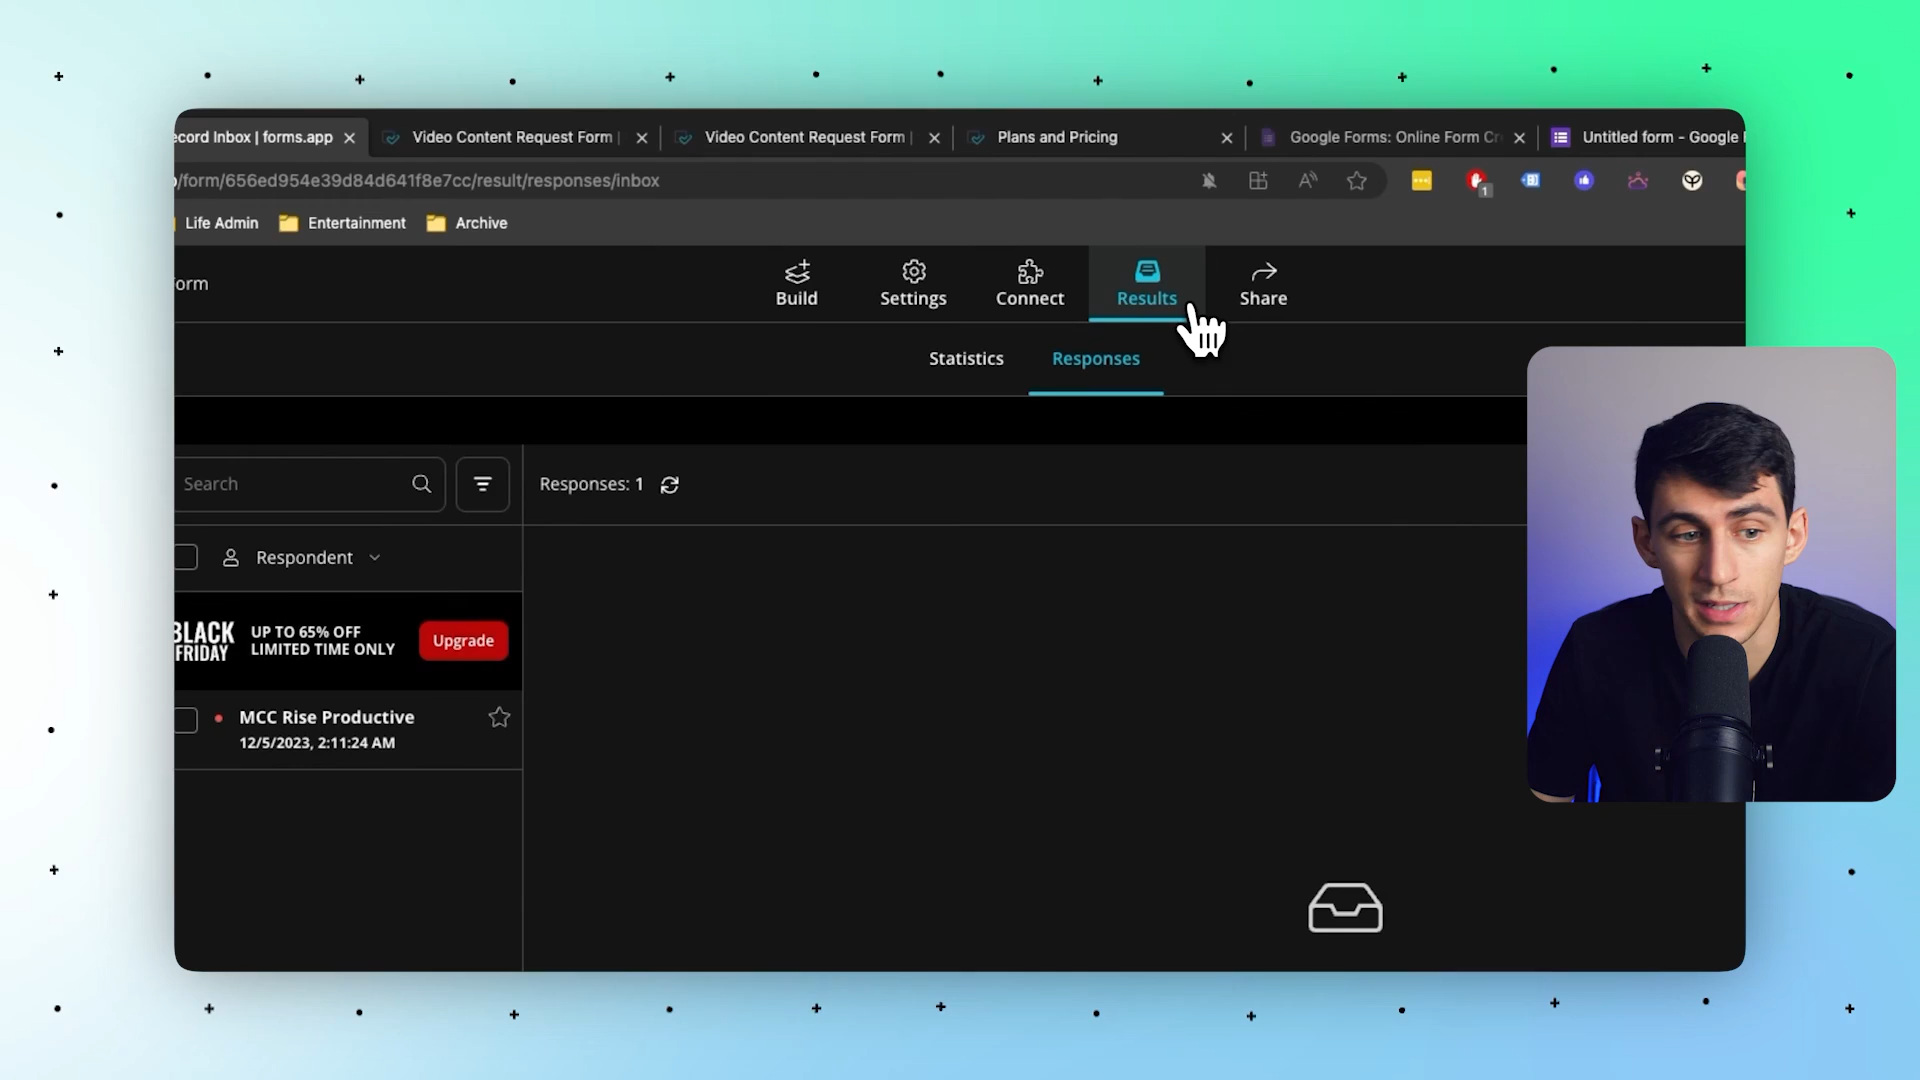 ecord Inbox | forms.app
Video Content Request Form |
Video Content Request Form |
Plans and Pricing
Google Forms: Online Form Cr
Untitled form - Google F
/form/656ed954e39d84d641f8e7cc/result/responses/inbox
1
Life Admin
Entertainment
Archive
Form
Build
Settings
Connect
Results
Share
Statistics
Responses
Search
Responses: 1
Respondent
BLACK
FRIDAY
UP TO 65% OFF
LIMITED TIME ONLY
Upgrade
MCC Rise Productive
12/5/2023, 2:11:24 AM